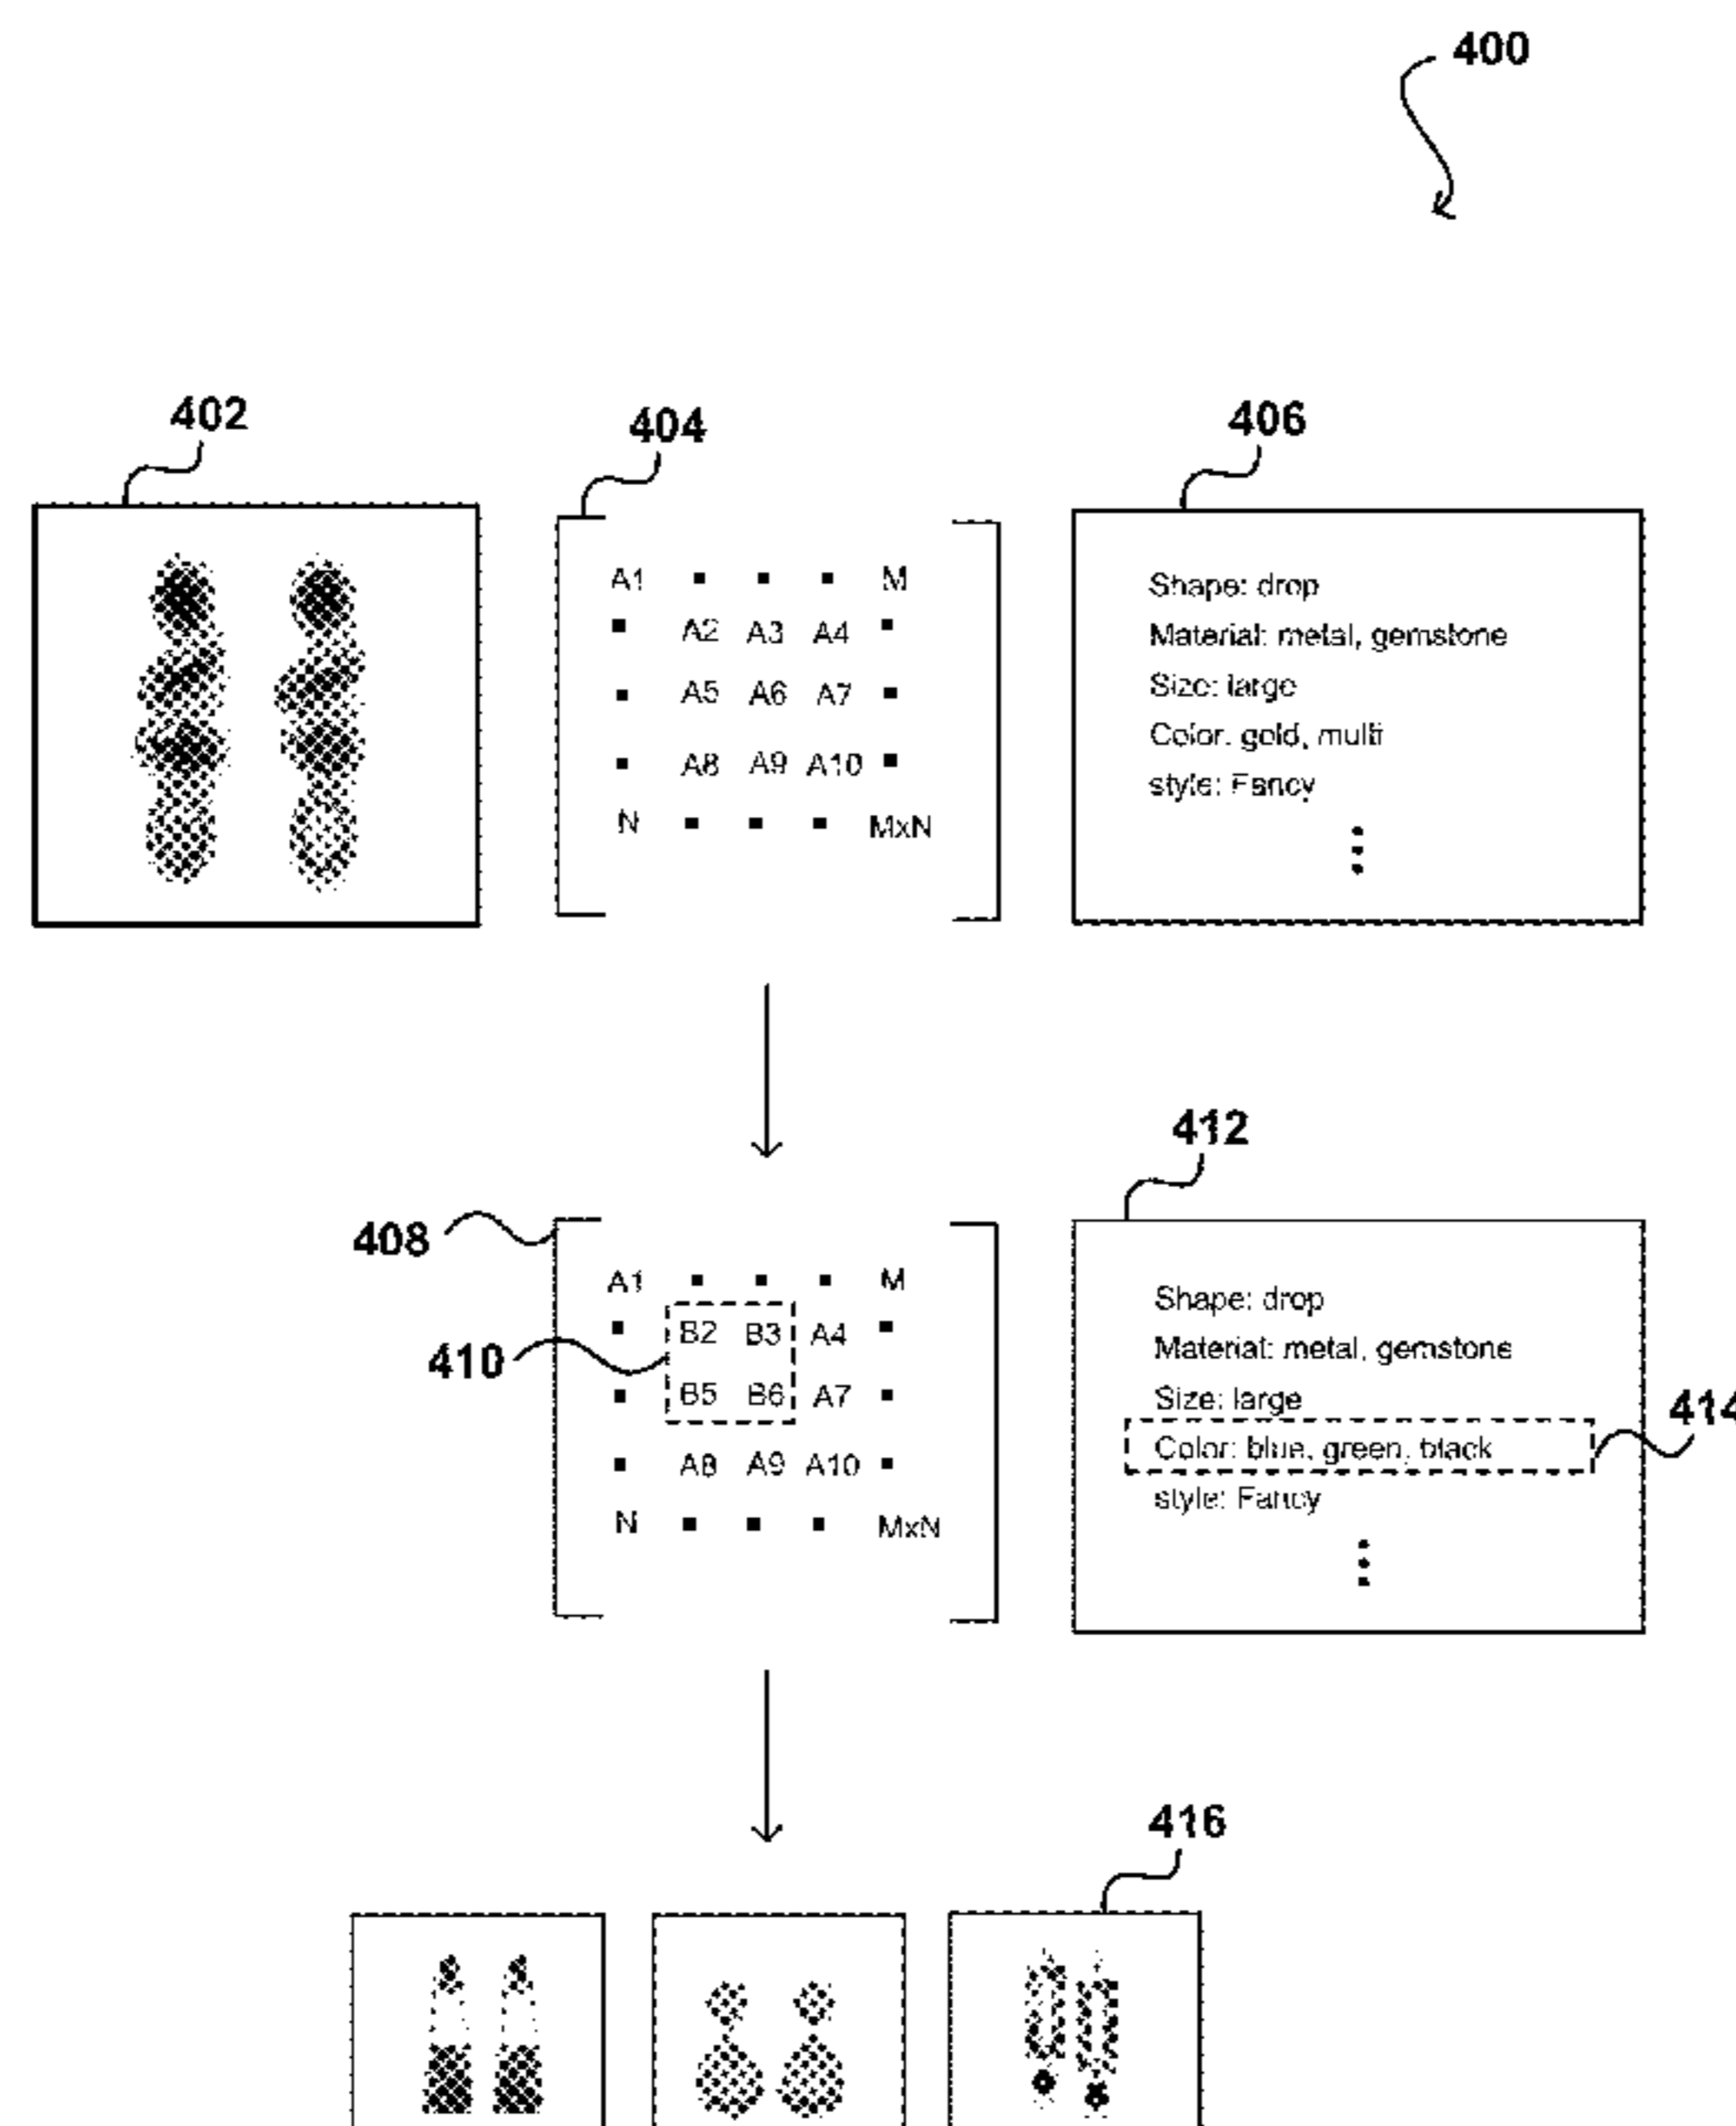 400
402
404
406
A1 ▪ ▪ ▪ M
▪ A2 A3 A4 ▪
▪ A5 A6 A7 ▪
▪ A8 A9 A10 ▪
N ▪ ▪ ▪ MxN
Shape: drop
Material: metal, gemstone
Size: large
Color: gold, multi
style: Fancy
408
410
412
414
A1 ▪ ▪ ▪ M
▪ B2 B3 A4 ▪
▪ B5 B6 A7 ▪
▪ A8 A9 A10 ▪
N ▪ ▪ ▪ MxN
Shape: drop
Material: metal, gemstone
Size: large
Color: blue, green, black
style: Fancy
416